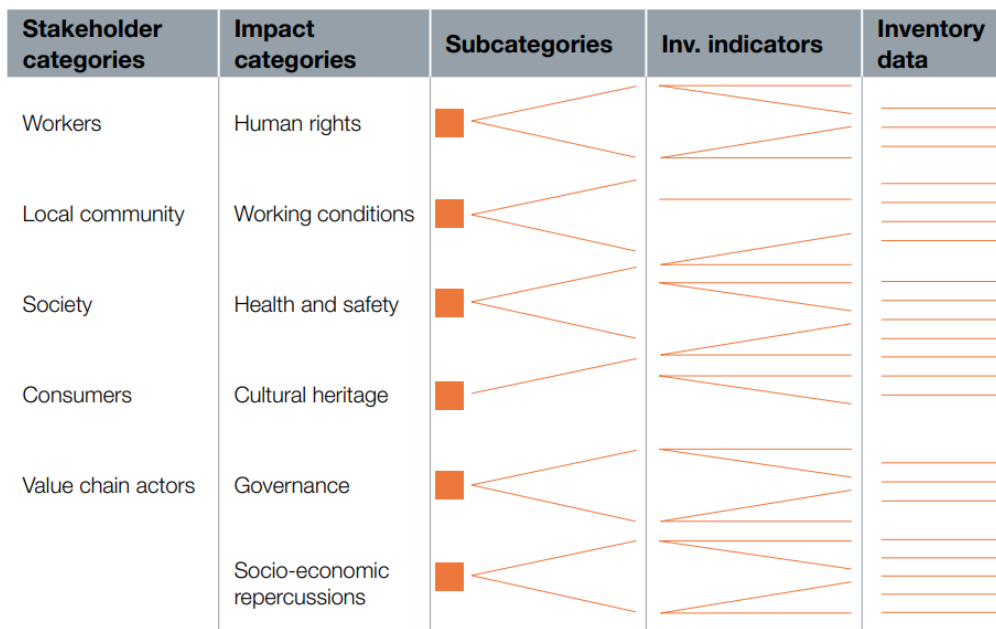 Stakeholder categories
Impact categories
Subcategories
Inv. indicators
Inventory data
Workers
Human rights
Local community
Working conditions
Society
Health and safety
Consumers
Cultural heritage
Value chain actors
Governance
Socio-economic
repercussions